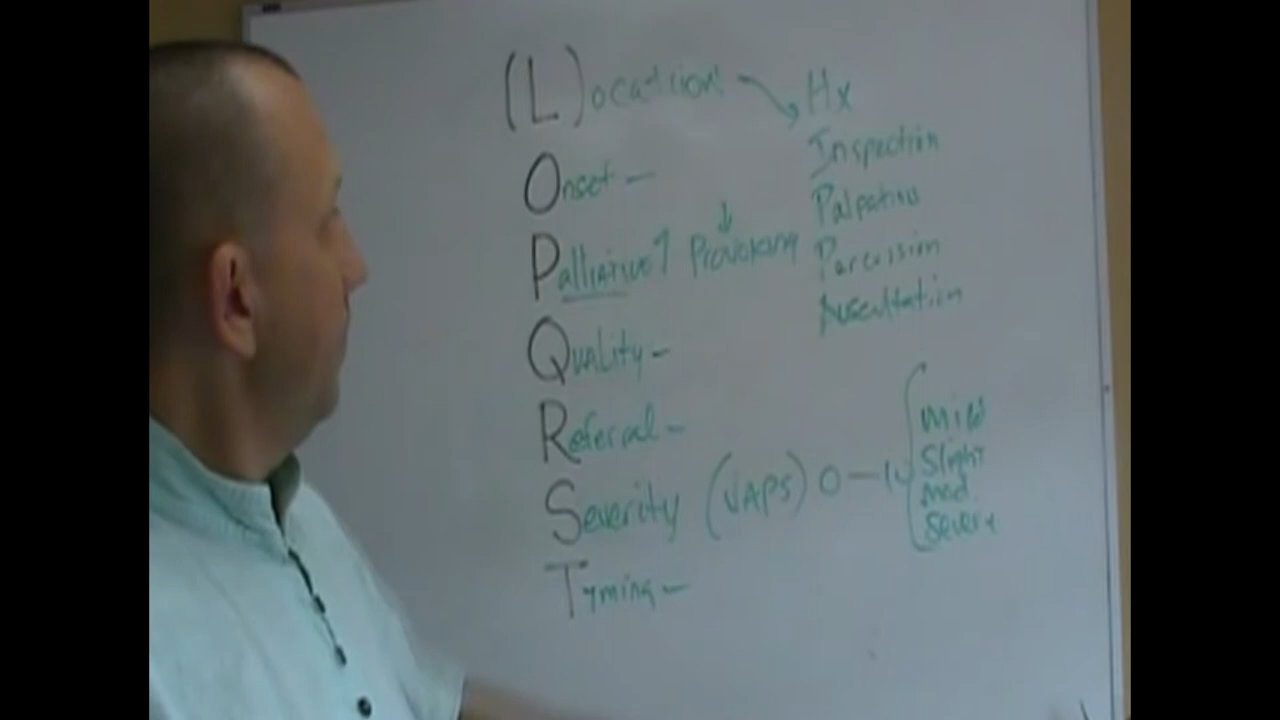 (L)ocation → Hx
Inspection
Onset -
Palpation
Palliative↑ Provoking ↓
Percussion
Auscultation
Quality -
Referral -
Mild
Slight
Severity (VAPS) 0-10
Mod
Severe
Tyming -